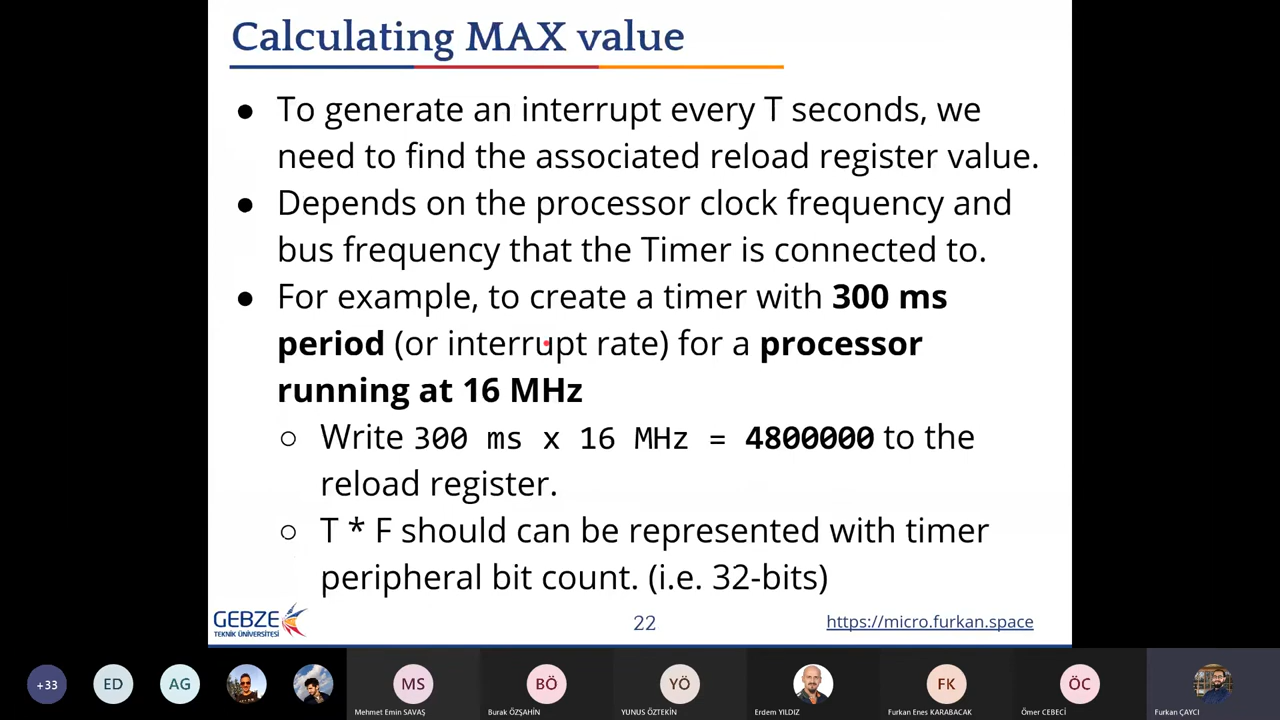 Calculating MAX value
● To generate an interrupt every T seconds, we
need to find the associated reload register value.
● Depends on the processor clock frequency and
bus frequency that the Timer is connected to.
● For example, to create a timer with 300 ms
period (or interrupt rate) for a processor
running at 16 MHz
○ Write 300 ms x 16 MHz = 4800000 to the
reload register.
○ T * F should can be represented with timer
peripheral bit count. (i.e. 32-bits)
GEBZE
TEKNİK ÜNİVERSİTESİ
22
https://micro.furkan.space
+33
ED
AG
MS
BÖ
YÖ
FK
ÖC
Mehmet Emin SAVAŞ
Burak ÖZŞAHİN
YUNUS ÖZTEKİN
Erdem YILDIZ
Furkan Enes KARABACAK
Ömer CEBECİ
Furkan ÇAYCI